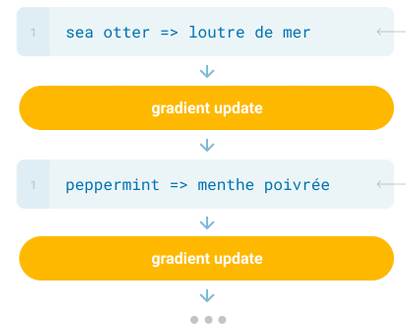 1 sea otter => loutre de mer
gradient update
1 peppermint => menthe poivrée
gradient update